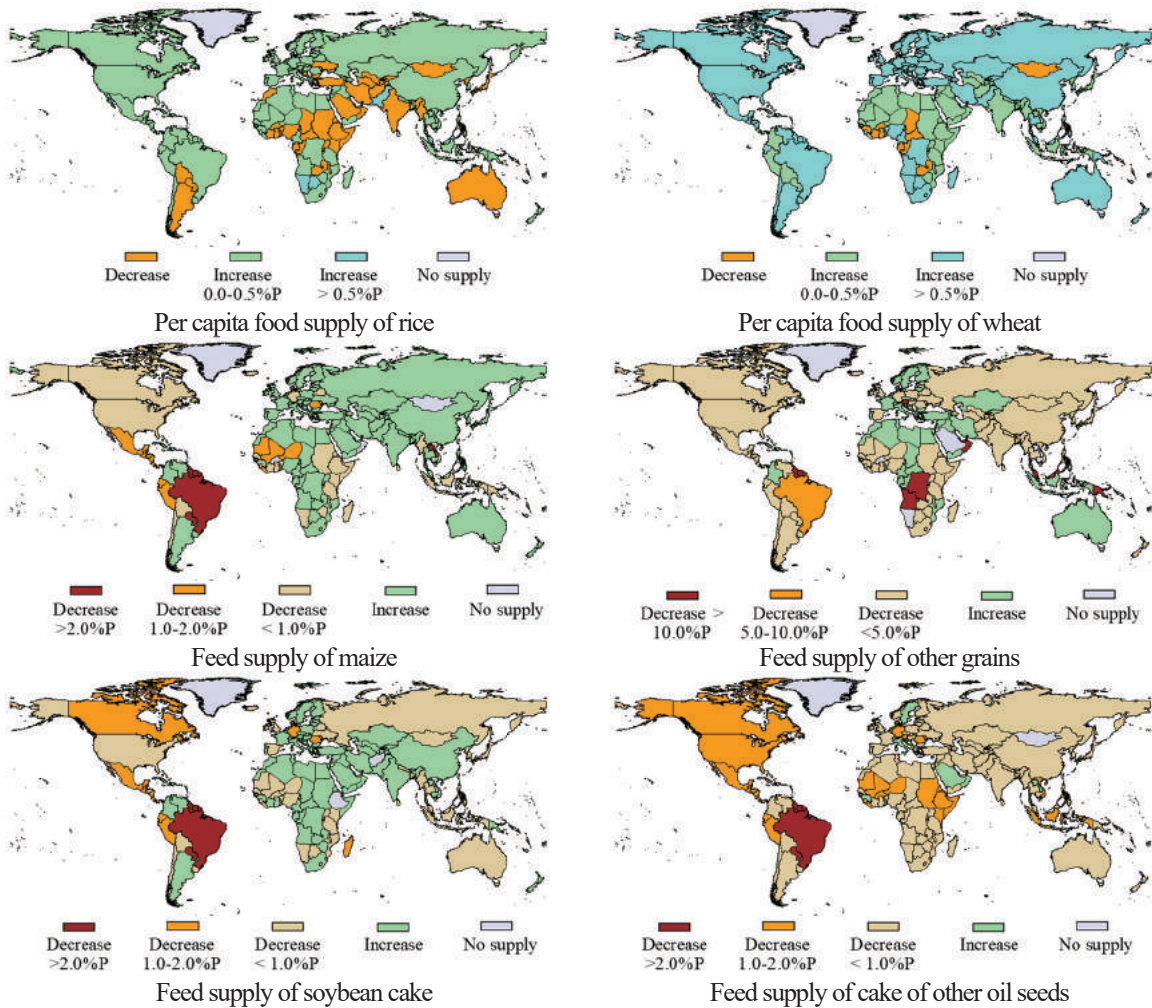 Decrease Increase Increase No supply
0.0-0.5%P > 0.5%P
Per capita food supply of rice
Decrease Increase Increase No supply
0.0-0.5%P > 0.5%P
Per capita food supply of wheat
Decrease Decrease Decrease Increase No supply
>2.0%P 1.0-2.0%P < 1.0%P
Feed supply of maize
Decrease > Decrease Decrease Increase No supply
10.0%P 5.0-10.0%P <5.0%P
Feed supply of other grains
Decrease Decrease Decrease Increase No supply
>2.0%P 1.0-2.0%P < 1.0%P
Feed supply of soybean cake
Decrease Decrease Decrease Increase No supply
>2.0%P 1.0-2.0%P < 1.0%P
Feed supply of cake of other oil seeds